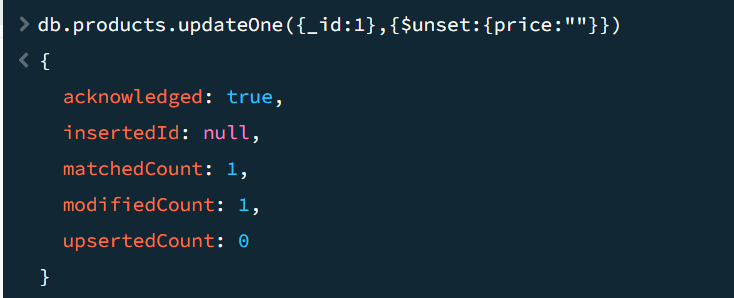 > db.products.updateOne({_id:1},{$unset:{price:""}})
< {
acknowledged: true,
insertedId: null,
matchedCount: 1,
modifiedCount: 1,
upsertedCount: 0
}